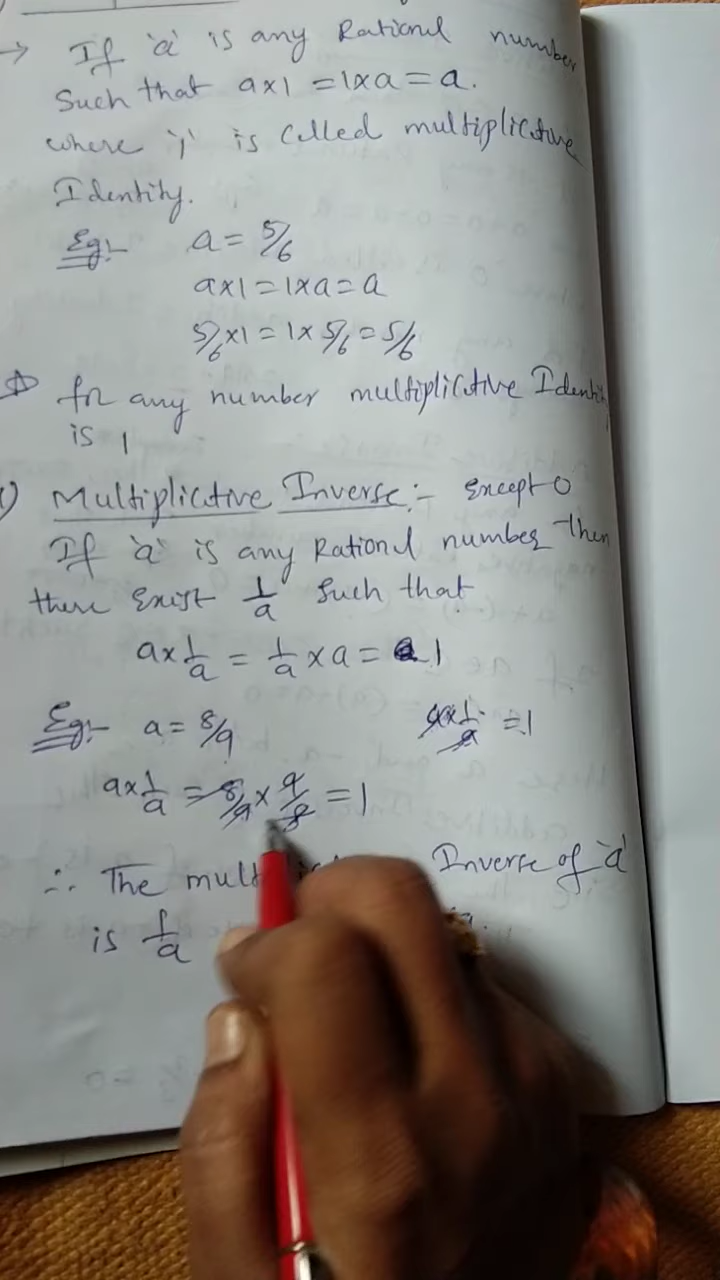 → If 'a' is any Rational number
Such that a×1 = 1×a = a.
where '1' is Called multiplicative
Identity.
Eg:- a = 5/6
a×1 = 1×a = a
5/6×1 = 1×5/6 = 5/6
for any number multiplicative Identity
is 1
Multiplicative Inverse:- Except 0
If 'a' is any Rational number then
there Exist 1/a Such that
a×1/a = 1/a×a = 1
Eg:- a = 8/9
a×1/a = 1
a×1/a = 8/9 × 9/8 = 1
∴ The Inverse of 'a'
is 1/a